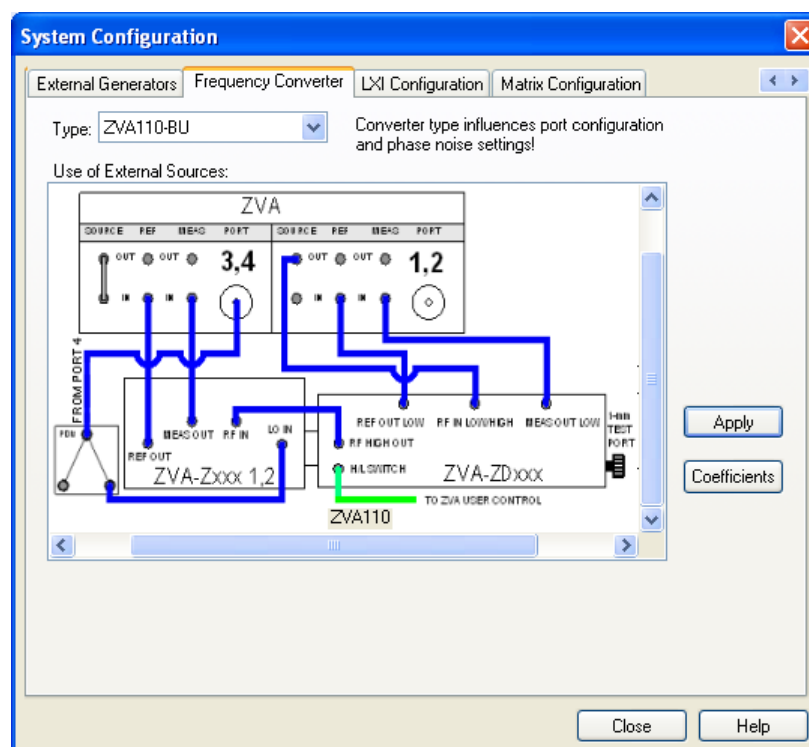 System Configuration
External Generators Frequency Converter LXI Configuration Matrix Configuration
Type: ZVA110-BU
Converter type influences port configuration
and phase noise settings!
Use of External Sources:
ZVA
SOURCE REF MEAS PORT SOURCE REF MEAS PORT
OUT OUT 3,4 OUT OUT 1,2
IN IN IN IN
FROM PORT 4
PDM
MEAS OUT RF IN LO IN
REF OUT
ZVA-Zxxx 1,2
REF OUT LOW RF IN LOW/HIGH MEAS OUT LOW
1-mm
TEST
PORT
RF HIGH OUT
H/L SWITCH ZVA-ZDxxx
TO ZVA USER CONTROL
ZVA110
Apply
Coefficients
Close Help